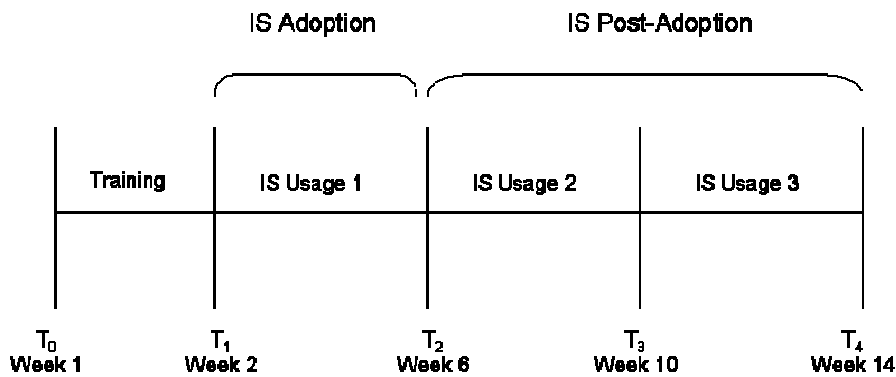 IS Adoption
IS Post-Adoption
Training
IS Usage 1
IS Usage 2
IS Usage 3
T0
Week 1
T1
Week 2
T2
Week 6
T3
Week 10
T4
Week 14